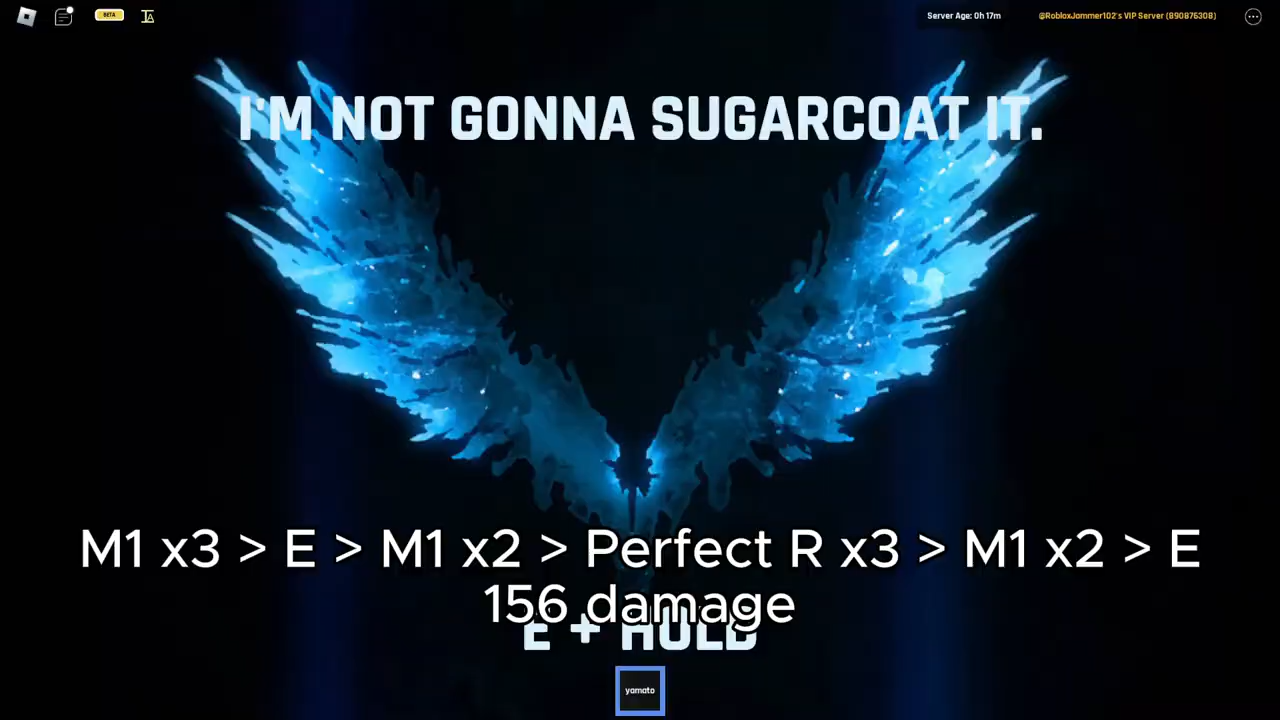 BETA
Server Age: 0h 17m
@RobloxJammer102's VIP Server (890876308)
I'M NOT GONNA SUGARCOAT IT.
M1 x3 > E > M1 x2 > Perfect R x3 > M1 x2 > E
156 damage
E + HOLD
yamato